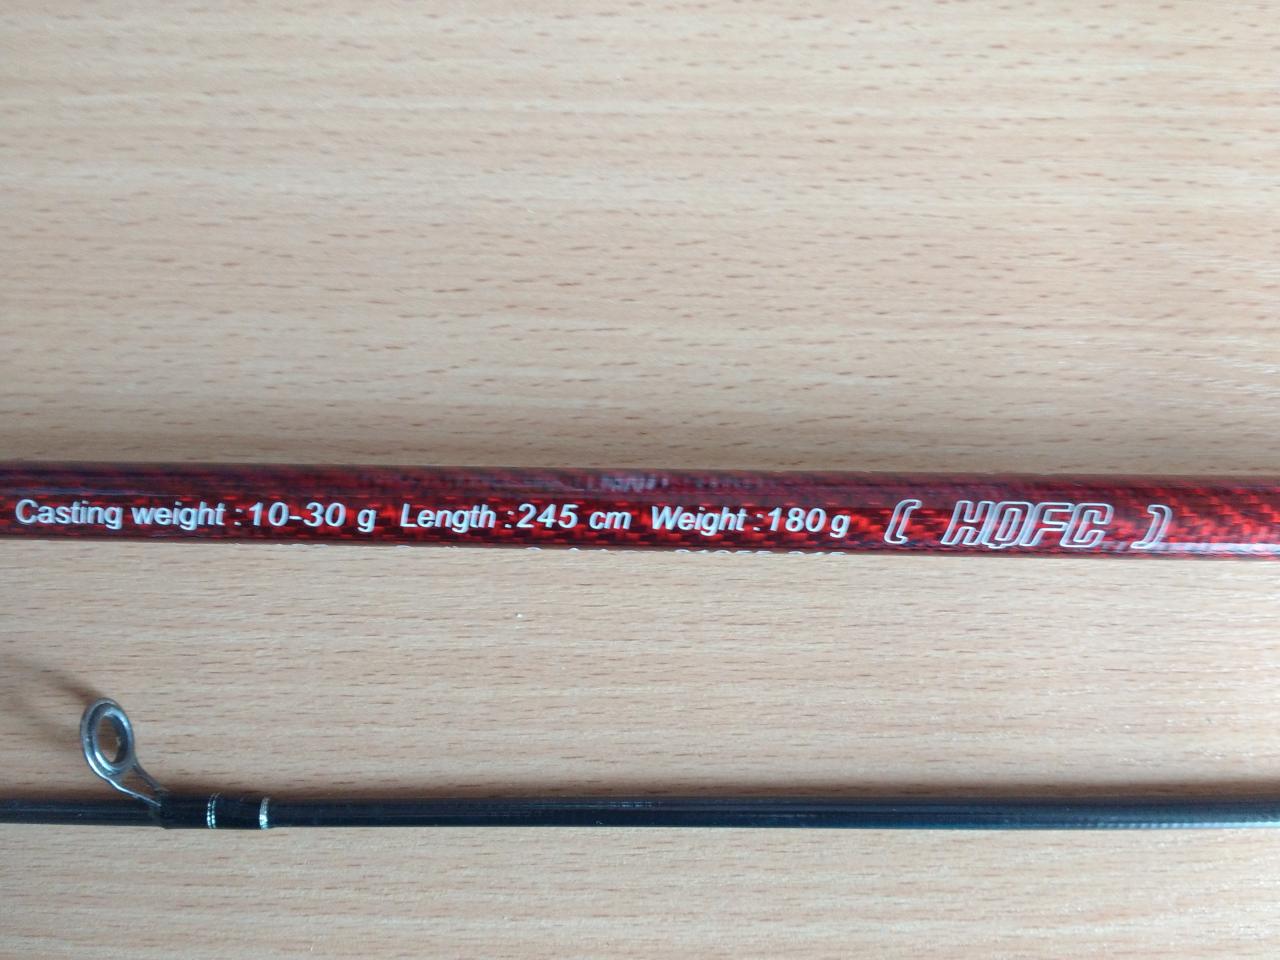 Casting weight : 10-30 g Length : 245 cm Weight : 180 g ( HQFC )